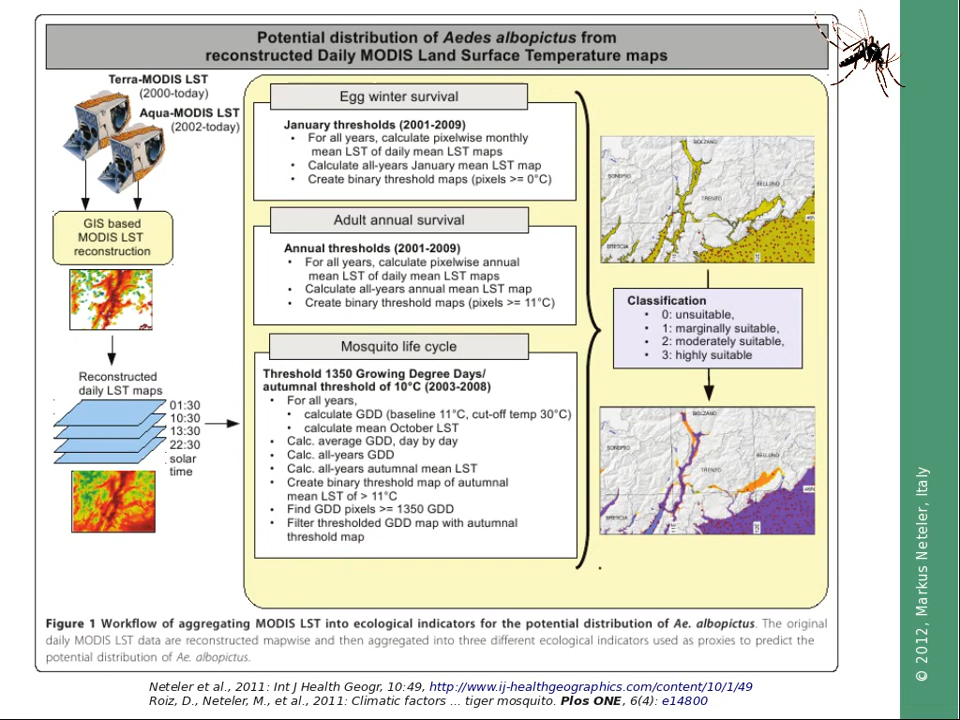 Potential distribution of Aedes albopictus from
reconstructed Daily MODIS Land Surface Temperature maps
Terra-MODIS LST
(2000-today)
Aqua-MODIS LST
(2002-today)
GIS based
MODIS LST
reconstruction
Reconstructed
daily LST maps
01:30
10:30
13:30
22:30
solar
time
Egg winter survival
January thresholds (2001-2009)
• For all years, calculate pixelwise monthly
mean LST of daily mean LST maps
• Calculate all-years January mean LST map
• Create binary threshold maps (pixels >= 0°C)
Adult annual survival
Annual thresholds (2001-2009)
• For all years, calculate pixelwise annual
mean LST of daily mean LST maps
• Calculate all-years annual mean LST map
• Create binary threshold maps (pixels >= 11°C)
Mosquito life cycle
Threshold 1350 Growing Degree Days/
autumnal threshold of 10°C (2003-2008)
• For all years,
• calculate GDD (baseline 11°C, cut-off temp 30°C)
• calculate mean October LST
• Calc. average GDD, day by day
• Calc. all-years GDD
• Calc. all-years autumnal mean LST
• Create binary threshold map of autumnal
mean LST of > 11°C
• Find GDD pixels >= 1350 GDD
• Filter thresholded GDD map with autumnal
threshold map
BOLZANO
SONDRIO
BELLUNO
TRENTO
BRESCIA
Classification
• 0: unsuitable,
• 1: marginally suitable,
• 2: moderately suitable,
• 3: highly suitable
BOLZANO
SONDRIO
BELLUNO
TRENTO
BRESCIA
Figure 1 Workflow of aggregating MODIS LST into ecological indicators for the potential distribution of Ae. albopictus. The original
daily MODIS LST data are reconstructed mapwise and then aggregated into three different ecological indicators used as proxies to predict the
potential distribution of Ae. albopictus.
Neteler et al., 2011: Int J Health Geogr, 10:49, http://www.ij-healthgeographics.com/content/10/1/49
Roiz, D., Neteler, M., et al., 2011: Climatic factors ... tiger mosquito. Plos ONE, 6(4): e14800
© 2012, Markus Neteler, Italy